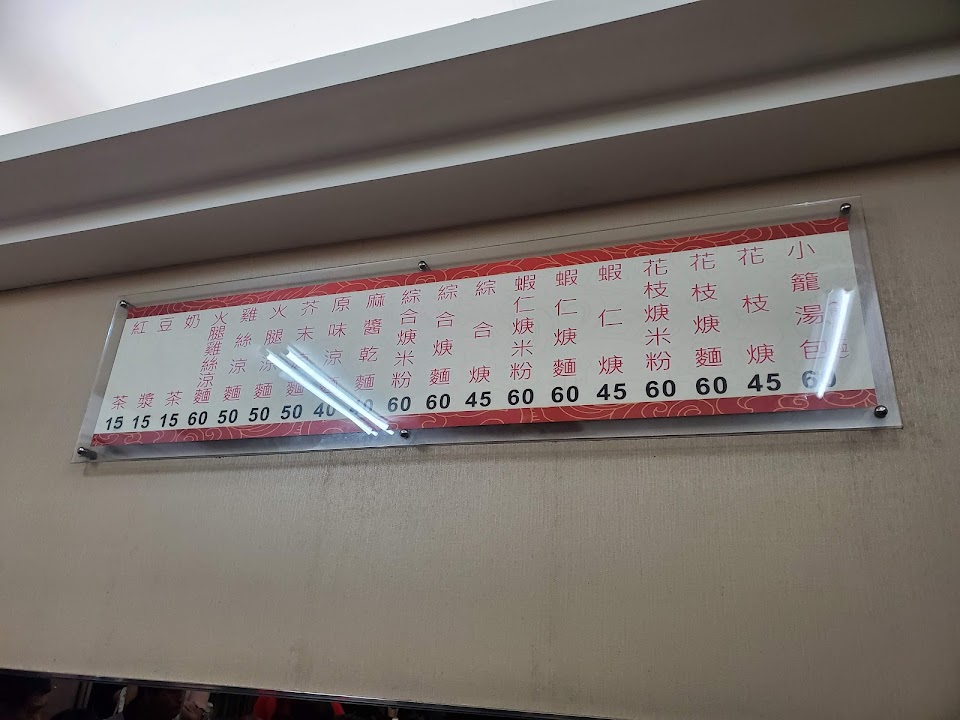 小籠湯包 60
花枝焿 45
花枝焿麵 60
花枝焿米粉 60
蝦仁焿 45
蝦仁焿麵 60
蝦仁焿米粉 60
綜合焿 45
綜合焿麵 60
綜合焿米粉 60
麻醬乾麵 40
原味涼麵 40
芥末涼麵 50
火腿涼麵 50
雞絲涼麵 50
火腿雞絲涼麵 60
奶茶 15
豆漿 15
紅茶 15